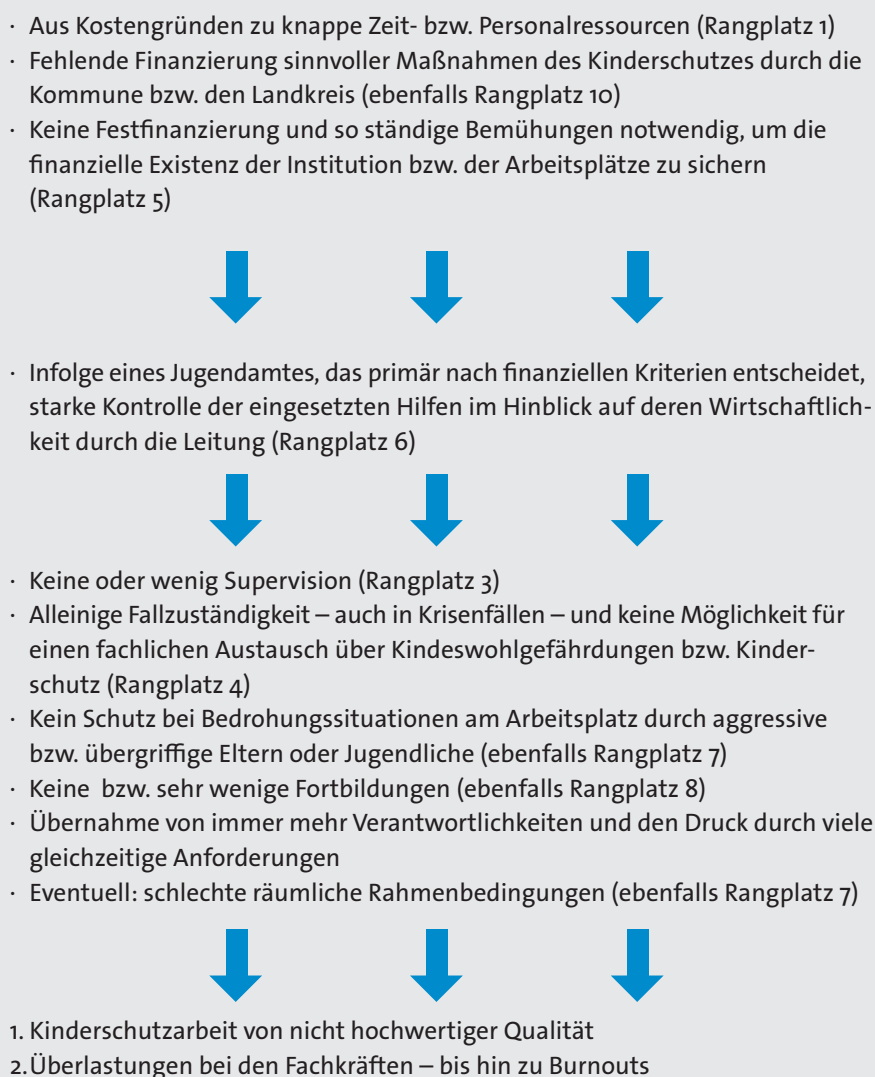 · Aus Kostengründen zu knappe Zeit- bzw. Personalressourcen (Rangplatz 1)
· Fehlende Finanzierung sinnvoller Maßnahmen des Kinderschutzes durch die
Kommune bzw. den Landkreis (ebenfalls Rangplatz 10)
· Keine Festfinanzierung und so ständige Bemühungen notwendig, um die
finanzielle Existenz der Institution bzw. der Arbeitsplätze zu sichern
(Rangplatz 5)
· Infolge eines Jugendamtes, das primär nach finanziellen Kriterien entscheidet,
starke Kontrolle der eingesetzten Hilfen im Hinblick auf deren Wirtschaftlich-
keit durch die Leitung (Rangplatz 6)
· Keine oder wenig Supervision (Rangplatz 3)
· Alleinige Fallzuständigkeit – auch in Krisenfällen – und keine Möglichkeit für
einen fachlichen Austausch über Kindeswohlgefährdungen bzw. Kinder-
schutz (Rangplatz 4)
· Kein Schutz bei Bedrohungssituationen am Arbeitsplatz durch aggressive
bzw. übergriffige Eltern oder Jugendliche (ebenfalls Rangplatz 7)
· Keine bzw. sehr wenige Fortbildungen (ebenfalls Rangplatz 8)
· Übernahme von immer mehr Verantwortlichkeiten und den Druck durch viele
gleichzeitige Anforderungen
· Eventuell: schlechte räumliche Rahmenbedingungen (ebenfalls Rangplatz 7)
1. Kinderschutzarbeit von nicht hochwertiger Qualität
2. Überlastungen bei den Fachkräften – bis hin zu Burnouts